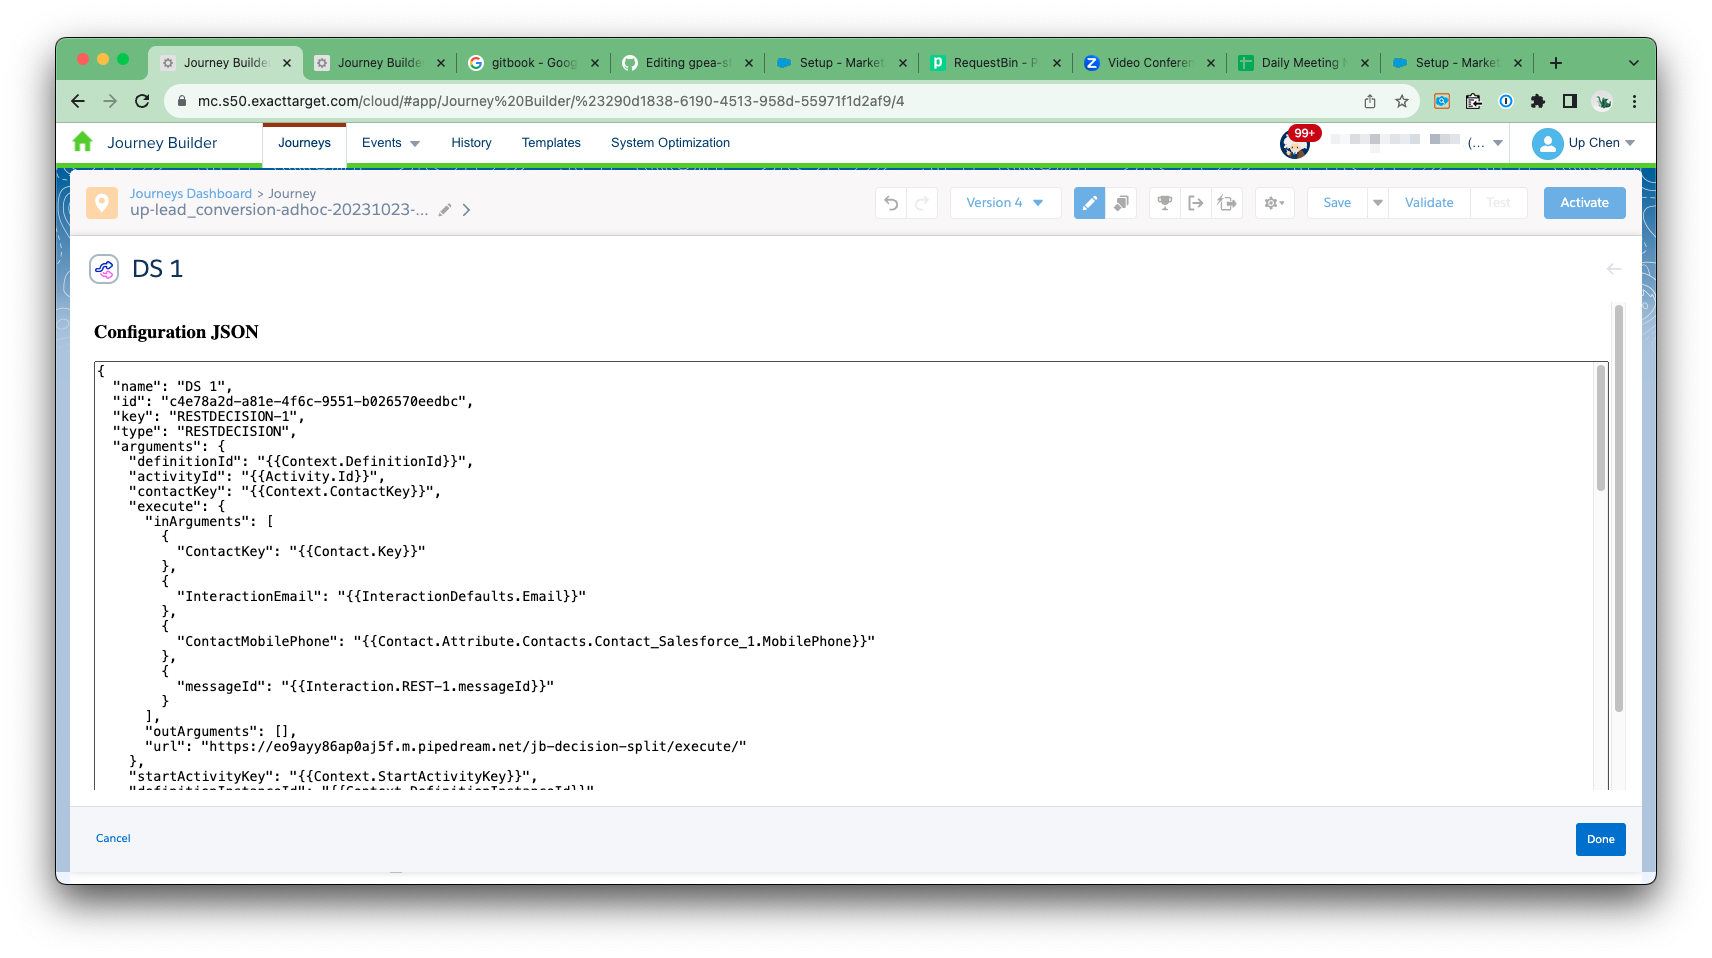 Journey Builde
Journey Builde
gitbook - Goog
Editing gpea-s
Setup - Market
RequestBin - P
Video Conferen
Daily Meeting
Setup - Market
mc.s50.exacttarget.com/cloud/#app/Journey%20Builder/%23290d1838-6190-4513-958d-55971f1d2af9/4
Journey Builder
Journeys
Events
History
Templates
System Optimization
99+
(...
Up Chen
Journeys Dashboard > Journey
up-lead_conversion-adhoc-20231023-...
Version 4
Save
Validate
Test
Activate
DS 1
Configuration JSON
{
"name": "DS 1",
"id": "c4e78a2d-a81e-4f6c-9551-b026570eedbc",
"key": "RESTDECISION-1",
"type": "RESTDECISION",
"arguments": {
"definitionId": "{{Context.DefinitionId}}",
"activityId": "{{Activity.Id}}",
"contactKey": "{{Context.ContactKey}}",
"execute": {
"inArguments": [
{
"ContactKey": "{{Contact.Key}}"
},
{
"InteractionEmail": "{{InteractionDefaults.Email}}"
},
{
"ContactMobilePhone": "{{Contact.Attribute.Contacts.Contact_Salesforce_1.MobilePhone}}"
},
{
"messageId": "{{Interaction.REST-1.messageId}}"
}
],
"outArguments": [],
"url": "https://eo9ayy86ap0aj5f.m.pipedream.net/jb-decision-split/execute/"
},
"startActivityKey": "{{Context.StartActivityKey}}",
"definitionInstanceId": "{{Context.DefinitionInstanceId}}"
Cancel
Done